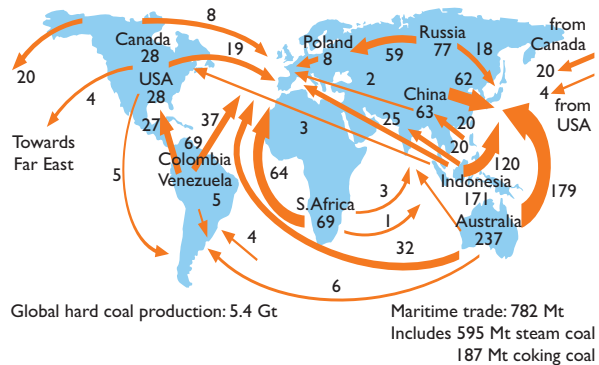 8
Canada
28
20
19
USA
28
4
Towards
Far East
27
37
69
Colombia
Venezuela
5
5
4
Poland
8
59
Russia
77
18
from
Canada
20
4
from
USA
2
China
62
63
25
20
20
3
64
S.Africa
69
3
1
Indonesia
171
120
179
Australia
237
32
6
Global hard coal production: 5.4 Gt
Maritime trade: 782 Mt
Includes 595 Mt steam coal
187 Mt coking coal